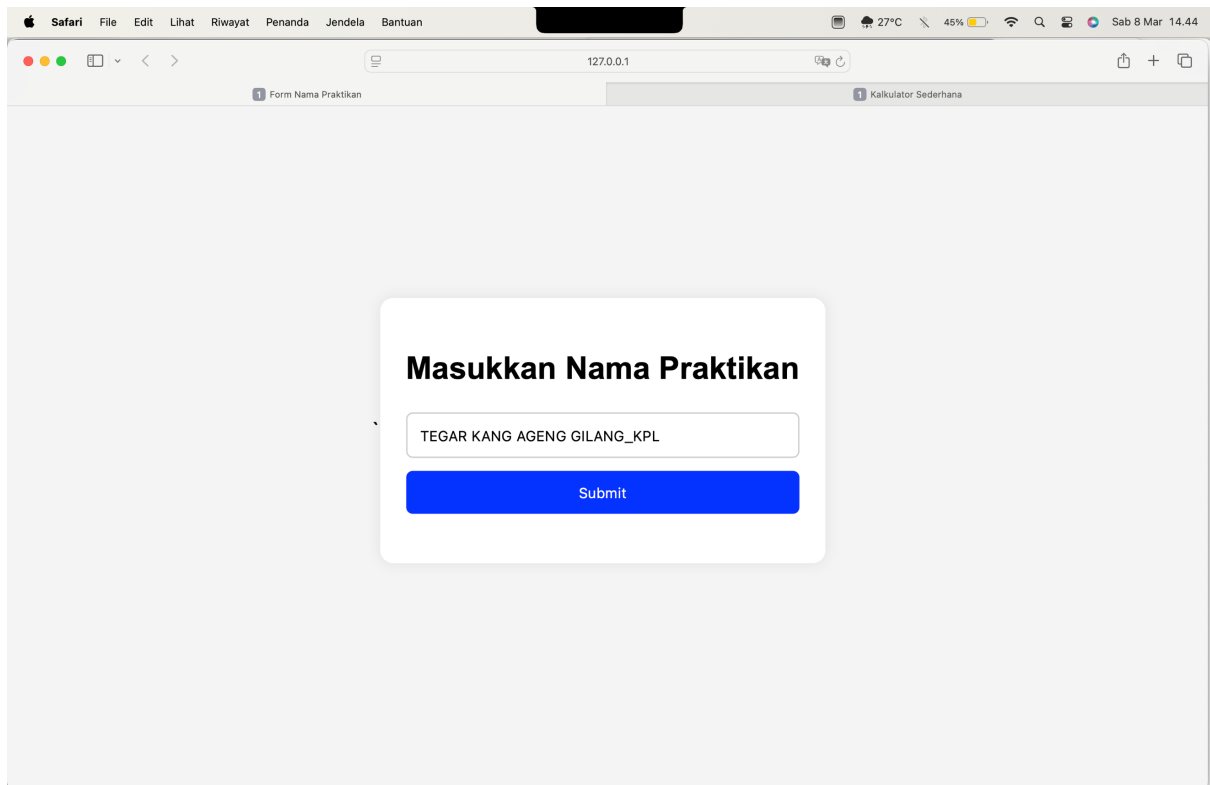 Safari File Edit Lihat Riwayat Penanda Jendela Bantuan 27°C 45% Sab 8 Mar 14.44
127.0.0.1
1 Form Nama Praktikan 1 Kalkulator Sederhana
Masukkan Nama Praktikan
`
TEGAR KANG AGENG GILANG_KPL
Submit